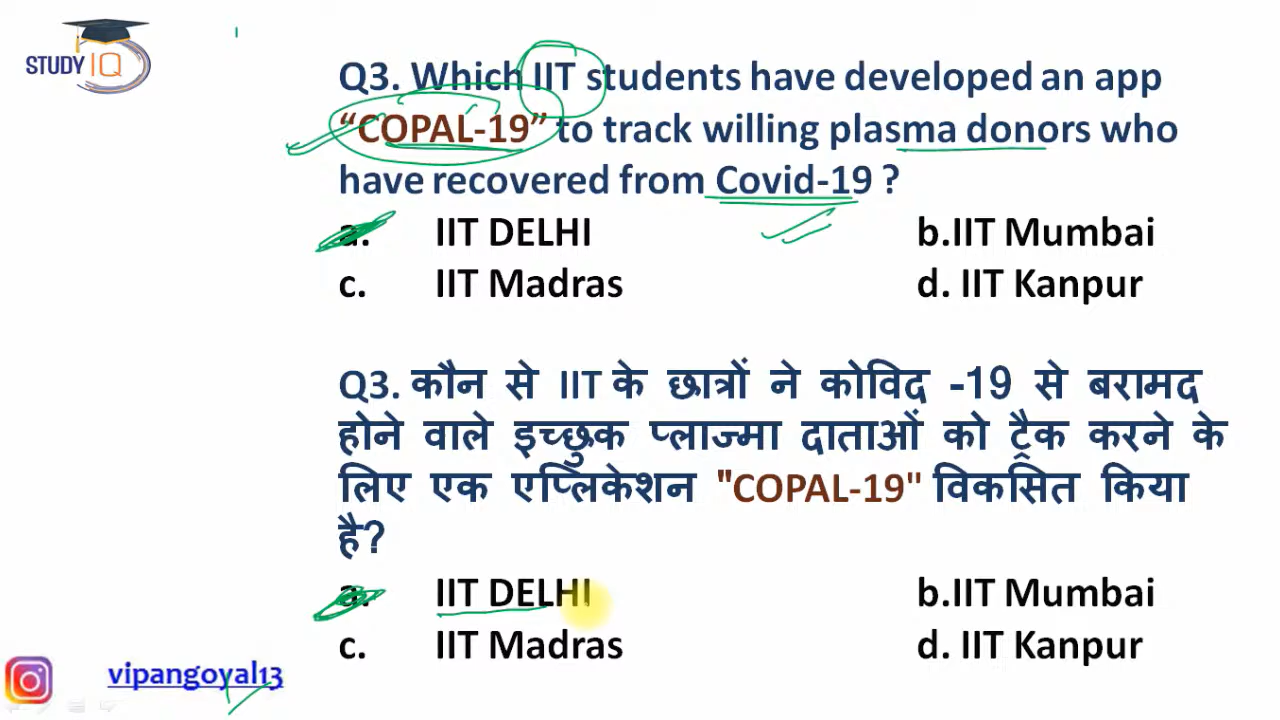 STUDY IQ
Q3. Which IIT students have developed an app
“COPAL-19” to track willing plasma donors who
have recovered from Covid-19 ?
a. IIT DELHI b.IIT Mumbai
c. IIT Madras d. IIT Kanpur
Q3. कौन से IIT के छात्रों ने कोविद -19 से बरामद
होने वाले इच्छुक प्लाज्मा दाताओं को ट्रैक करने के
लिए एक एप्लिकेशन "COPAL-19" विकसित किया
है?
a. IIT DELHI b.IIT Mumbai
c. IIT Madras d. IIT Kanpur
vipangoyal13